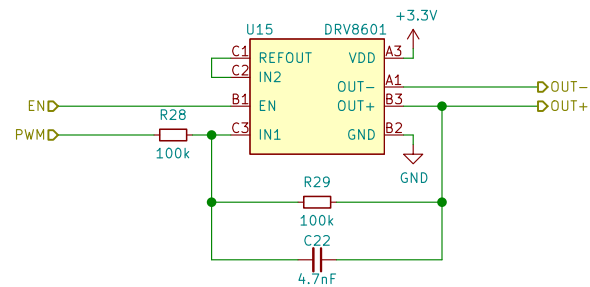 +3.3V
U15 DRV8601
C1 REFOUT VDD A3
C2 IN2
OUT- A1 OUT-
EN B1 EN OUT+ B3 OUT+
R28
PWM C3 IN1 GND B2
100k
GND
R29
100k
C22
4.7nF